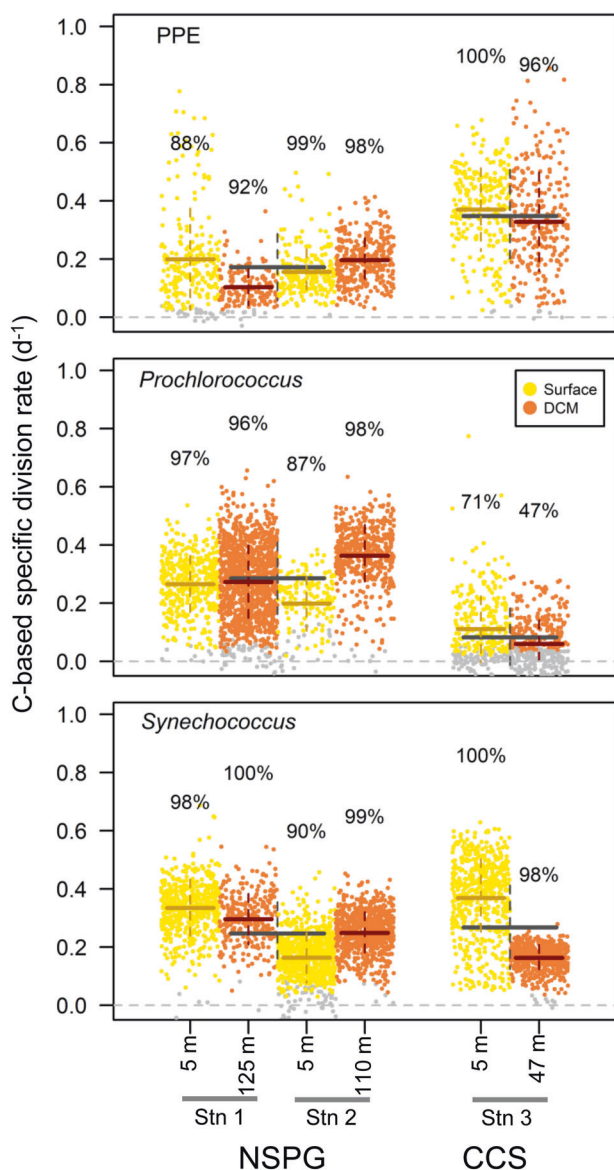 C-based specific division rate (d⁻¹)
PPE
1.0
0.8
0.6
0.4
0.2
0.0
88%
92%
99%
98%
100%
96%
Prochlorococcus
Surface
DCM
1.0
0.8
0.6
0.4
0.2
0.0
97%
96%
87%
98%
71%
47%
Synechococcus
1.0
0.8
0.6
0.4
0.2
0.0
98%
100%
90%
99%
100%
98%
5 m
125 m
5 m
110 m
5 m
47 m
Stn 1
Stn 2
Stn 3
NSPG
CCS